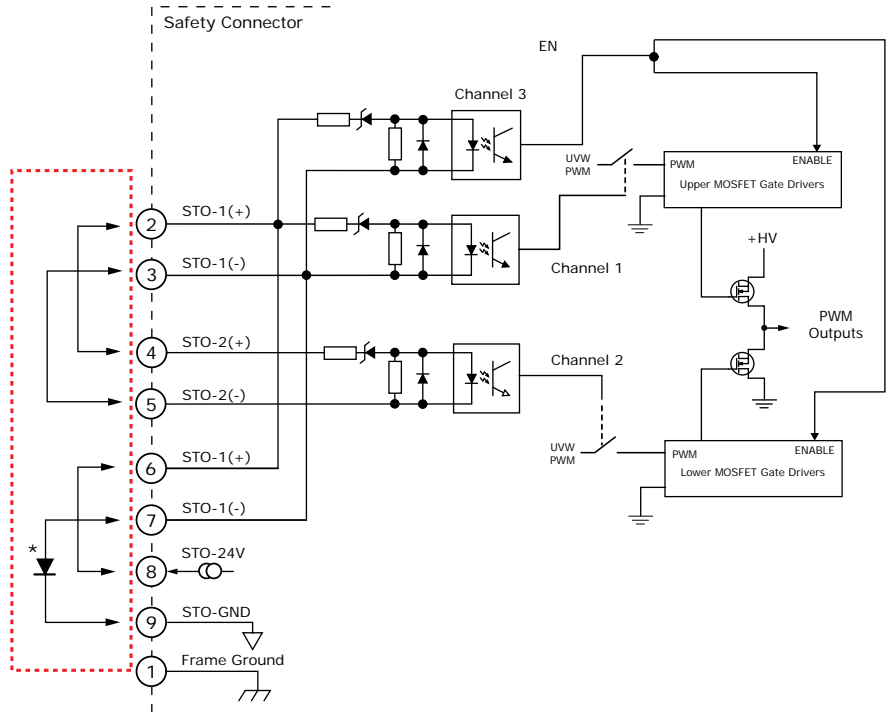 Safety Connector
EN
Channel 3
UVW
PWM
PWM
ENABLE
Upper MOSFET Gate Drivers
2
STO-1(+)
3
STO-1(-)
Channel 1
+HV
PWM
Outputs
4
STO-2(+)
Channel 2
5
STO-2(-)
UVW
PWM
PWM
ENABLE
Lower MOSFET Gate Drivers
6
STO-1(+)
7
STO-1(-)
*
8
STO-24V
9
STO-GND
1
Frame Ground